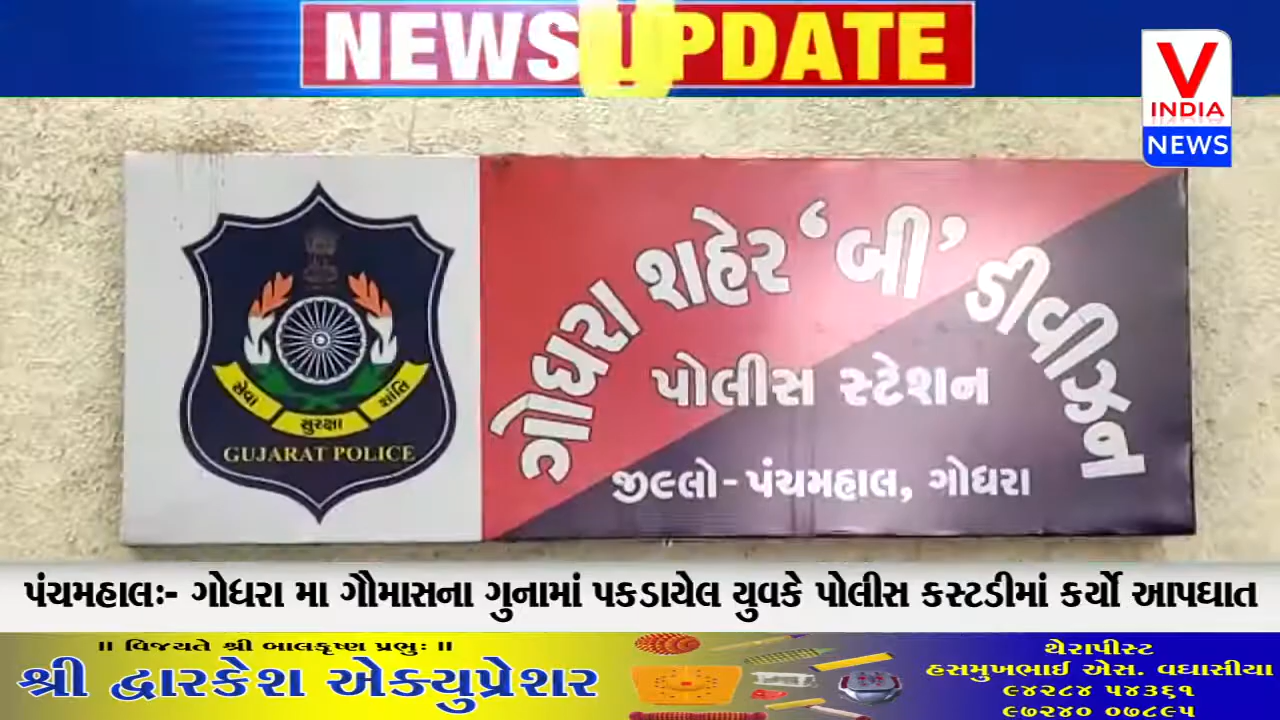 NEWS UPDATE
V
INDIA
NEWS
ગોધરા શહેર ‘બી’ ડીવીઝન
પોલીસ સ્ટેશન
જીલ્લો - પંચમહાલ, ગોધરા
સેવા
સુરક્ષા
શાંતિ
GUJARAT POLICE
પંચમહાલઃ- ગોધરા મા ગૌમાસના ગુનામાં પકડાયેલ યુવકે પોલીસ કસ્ટડીમાં કર્યો આપઘાત
॥ વિજયતે શ્રી બાલકૃષ્ણ પ્રભુઃ ॥
શ્રી દ્વારકેશ એક્યુપ્રેશર
થેરાપીસ્ટ
હસમુખભાઈ એસ. વઘાસીયા
૯૪૨૮૪ ૫૪૩૬૧
૯૭૨૪૦ ૦૭૮૯૫